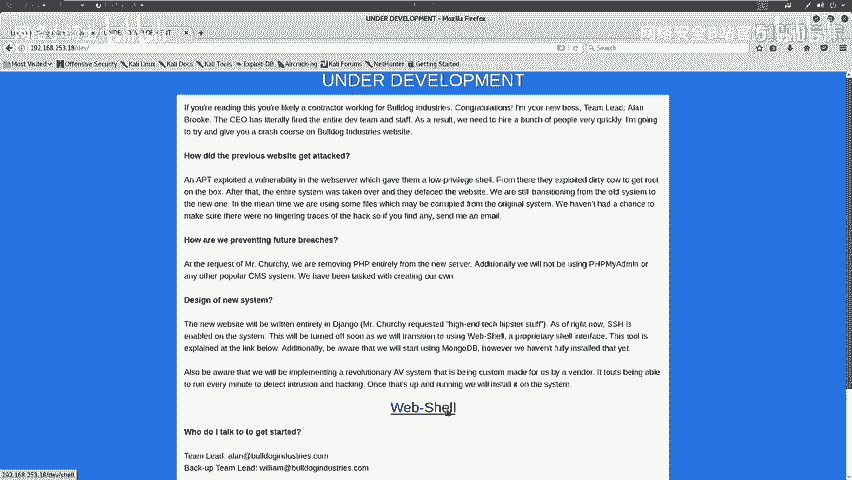 UNDER DEVELOPMENT - Mozilla Firefox
192.168.253.18/dev/
Search
Most Visited
Offensive Security
Kali Linux
Kali Docs
Kali Tools
Exploit-DB
Aircrack-ng
Kali Forums
NetHunter
Getting Started
UNDER DEVELOPMENT
If you're reading this you're likely a contractor working for Bulldog Industries. Congratulations! I'm your new boss, Team Lead: Alan
Brooke. The CEO has literally fired the entire dev team and staff. As a result, we need to hire a bunch of people very quickly. I'm going
to try and give you a crash course on Bulldog Industries website.
How did the previous website get attacked?
An APT exploited a vulnerability in the webserver which gave them a low-privilege shell. From there they exploited dirty cow to get root
on the box. After that, the entire system was taken over and they defaced the website. We are still transitioning from the old system to
the new one. In the mean time we are using some files which may be corrupted from the original system. We haven't had a chance to
make sure there were no lingering traces of the hack so if you find any, send me an email.
How are we preventing future breaches?
At the request of Mr. Churchy, we are removing PHP entirely from the new server. Additionally we will not be using PHPMyAdmin or
any other popular CMS system. We have been tasked with creating our own.
Design of new system?
The new website will be written entirely in Django (Mr. Churchy requested "high-end tech hipster stuff"). As of right now, SSH is
enabled on the system. This will be turned off soon as we will transition to using Web-Shell, a proprietary shell interface. This tool is
explained at the link below. Additionally, be aware that we will start using MongoDB, however we haven't fully installed that yet.
Also be aware that we will be implementing a revolutionary AV system that is being custom made for us by a vendor. It touts being able
to run every minute to detect intrusion and hacking. Once that's up and running we will install it on the system.
Web-Shell
Who do I talk to to get started?
Team Lead: alan@bulldogindustries.com
Back-up Team Lead: william@bulldogindustries.com
192.168.253.18/dev/shell